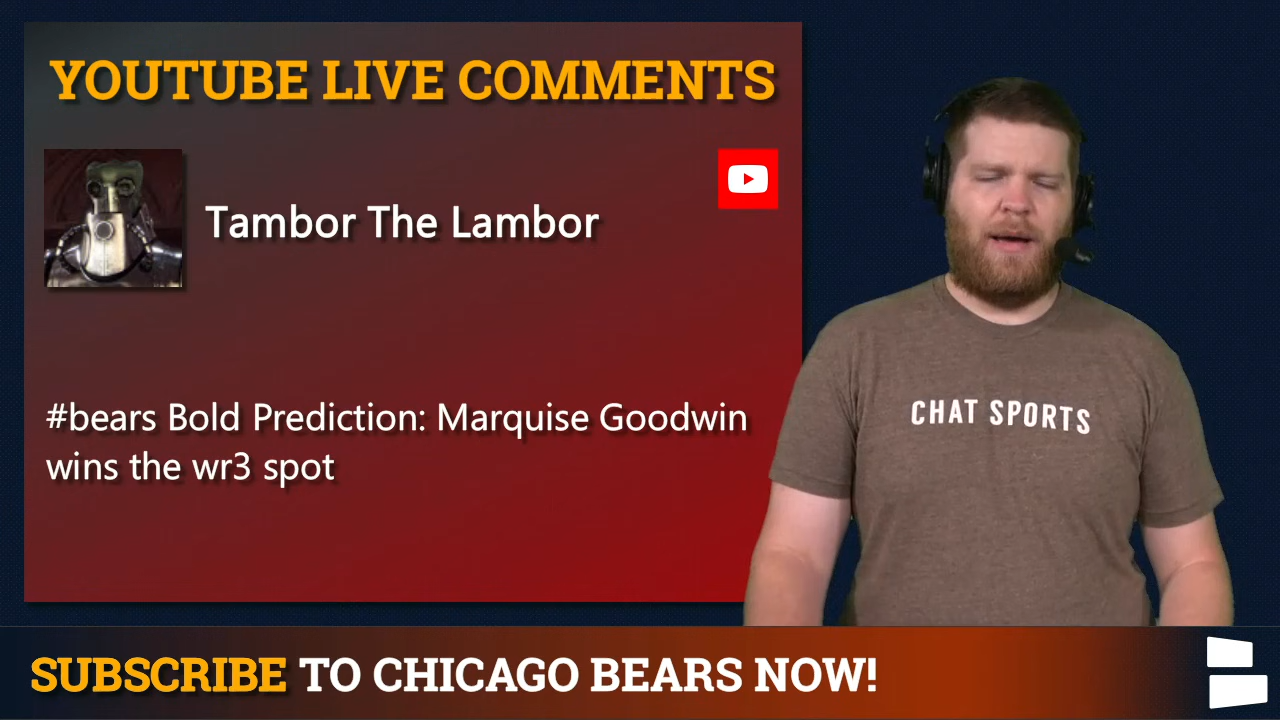 YOUTUBE LIVE COMMENTS
Tambor The Lambor
#bears Bold Prediction: Marquise Goodwin
wins the wr3 spot
CHAT SPORTS
SUBSCRIBE TO CHICAGO BEARS NOW!